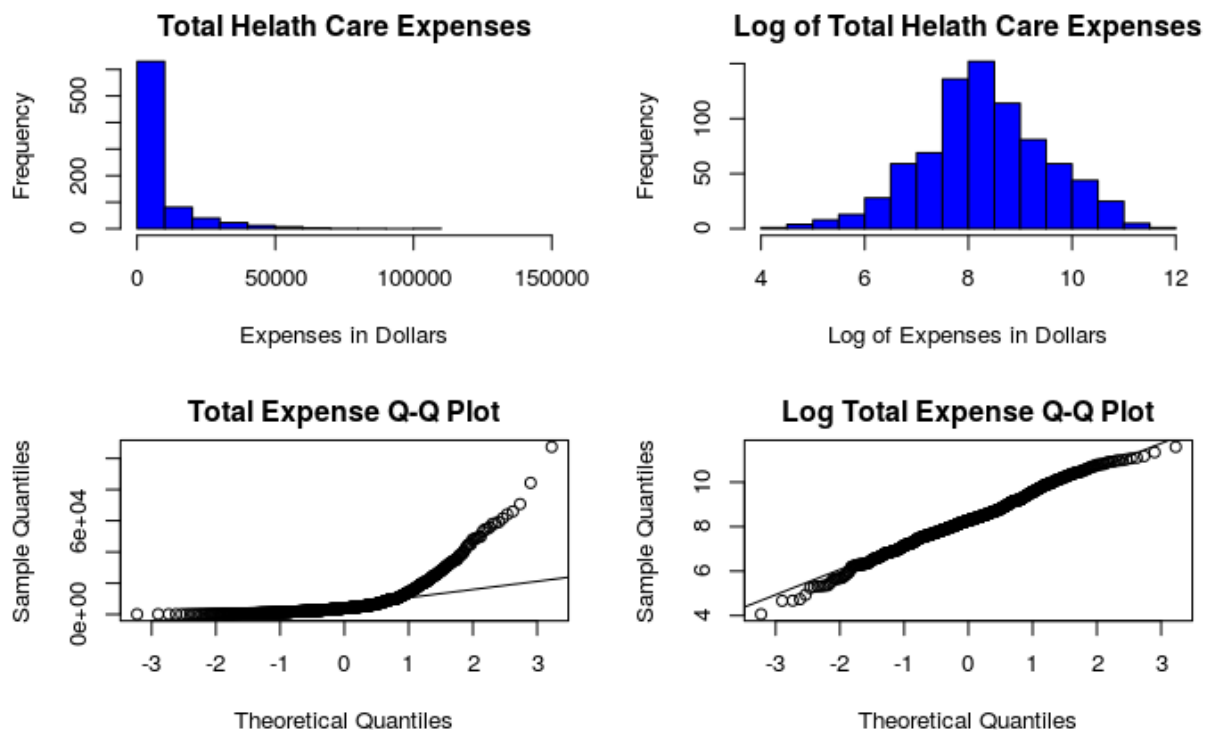 Total Helath Care Expenses
Frequency
500
200
0
0 50000 100000 150000
Expenses in Dollars
Log of Total Helath Care Expenses
Frequency
100
50
0
4 6 8 10 12
Log of Expenses in Dollars
Total Expense Q-Q Plot
Sample Quantiles
6e+04
0e+00
-3 -2 -1 0 1 2 3
Theoretical Quantiles
Log Total Expense Q-Q Plot
Sample Quantiles
10
8
6
4
-3 -2 -1 0 1 2 3
Theoretical Quantiles